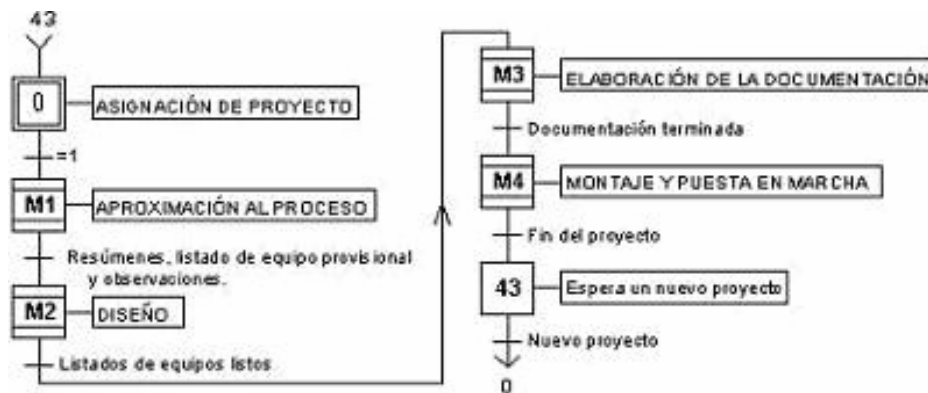 43
0
ASIGNACIÓN DE PROYECTO
=1
M1
APROXIMACIÓN AL PROCESO
Resúmenes, listado de equipo provisional
y observaciones.
M2
DISEÑO
Listados de equipos listos
M3
ELABORACIÓN DE LA DOCUMENTACIÓN
Documentación terminada
M4
MONTAJE Y PUESTA EN MARCHA
Fin del proyecto
43
Espera un nuevo proyecto
Nuevo proyecto
0